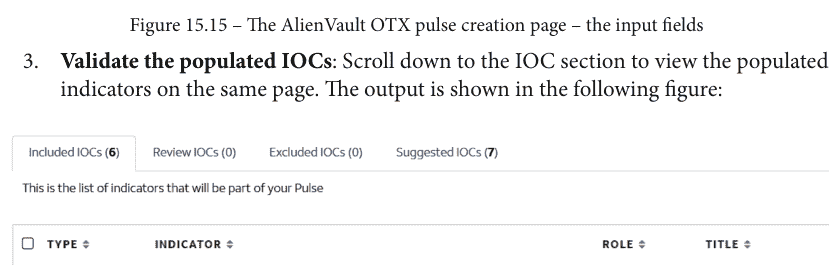 Figure 15.15 – The AlienVault OTX pulse creation page – the input fields
3. Validate the populated IOCs: Scroll down to the IOC section to view the populated
indicators on the same page. The output is shown in the following figure:
Included IOCs (6) Review IOCs (0) Excluded IOCs (0) Suggested IOCs (7)
This is the list of indicators that will be part of your Pulse
TYPE INDICATOR ROLE TITLE